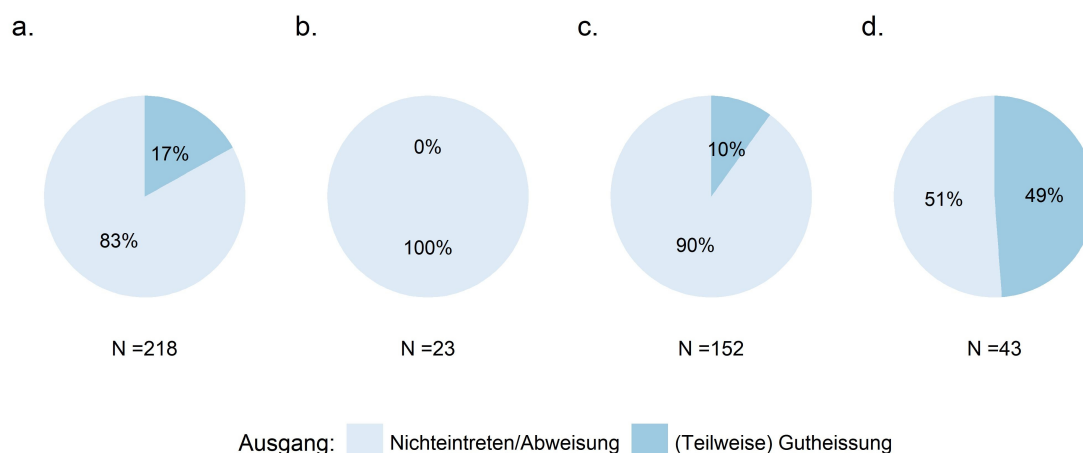 a.
b.
c.
d.
17%
83%
0%
100%
10%
90%
51%
49%
N =218
N =23
N =152
N =43
Ausgang: Nichteintreten/Abweisung (Teilweise) Gutheissung